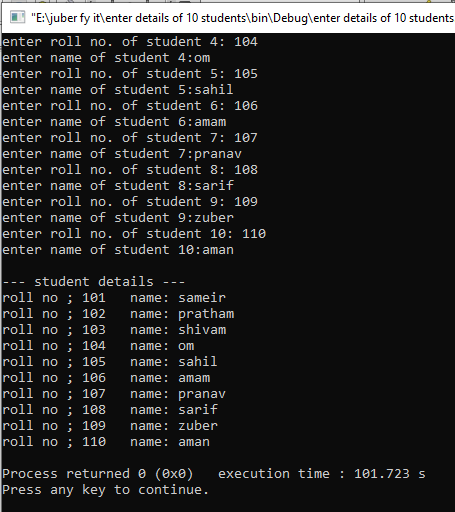 "E:\juber fy it\enter details of 10 students\bin\Debug\enter details of 10 students
enter roll no. of student 4: 104
enter name of student 4:om
enter roll no. of student 5: 105
enter name of student 5:sahil
enter roll no. of student 6: 106
enter name of student 6:amam
enter roll no. of student 7: 107
enter name of student 7:pranav
enter roll no. of student 8: 108
enter name of student 8:sarif
enter roll no. of student 9: 109
enter name of student 9:zuber
enter roll no. of student 10: 110
enter name of student 10:aman
--- student details ---
roll no ; 101   name: sameir
roll no ; 102   name: pratham
roll no ; 103   name: shivam
roll no ; 104   name: om
roll no ; 105   name: sahil
roll no ; 106   name: amam
roll no ; 107   name: pranav
roll no ; 108   name: sarif
roll no ; 109   name: zuber
roll no ; 110   name: aman
Process returned 0 (0x0)   execution time : 101.723 s
Press any key to continue.